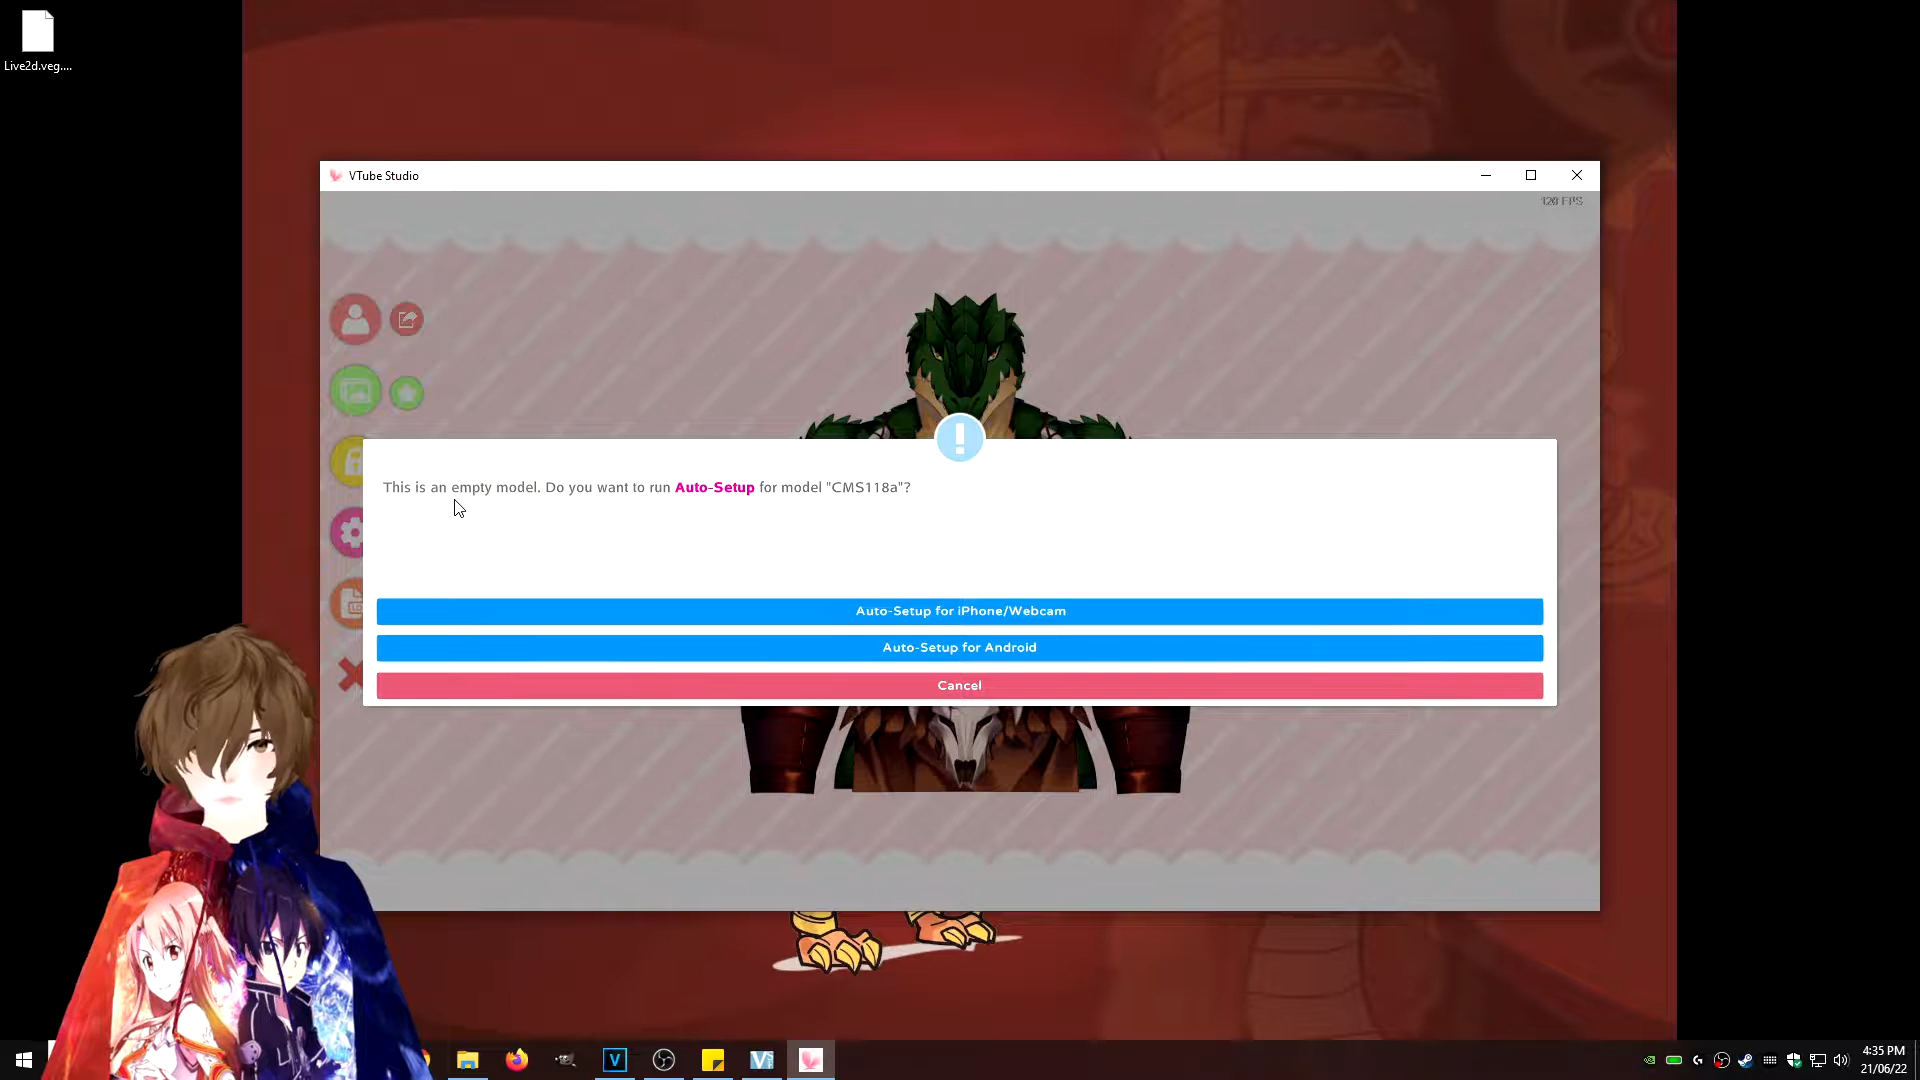 Live2d.veg....
VTube Studio
120 FPS
This is an empty model. Do you want to run Auto-Setup for model "CMS118a"?
Auto-Setup for iPhone/Webcam
Auto-Setup for Android
Cancel
4:35 PM
21/06/22